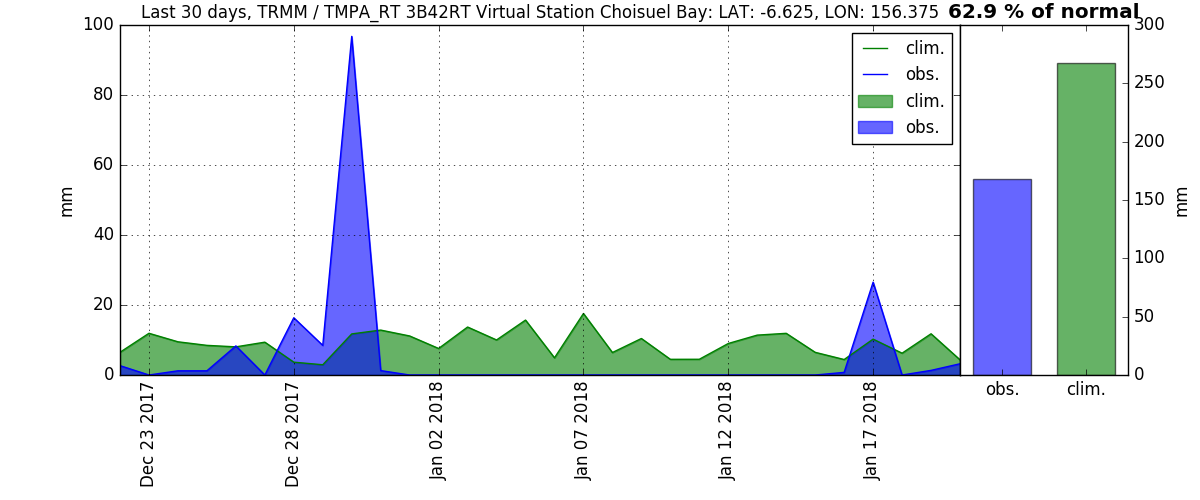 Last 30 days, TRMM / TMPA_RT 3B42RT Virtual Station Choisuel Bay: LAT: -6.625, LON: 156.375 62.9 % of normal
100
80
60
40
20
0
mm
clim.
obs.
clim.
obs.
300
250
200
150
100
50
0
mm
Dec 23 2017
Dec 28 2017
Jan 02 2018
Jan 07 2018
Jan 12 2018
Jan 17 2018
obs.
clim.